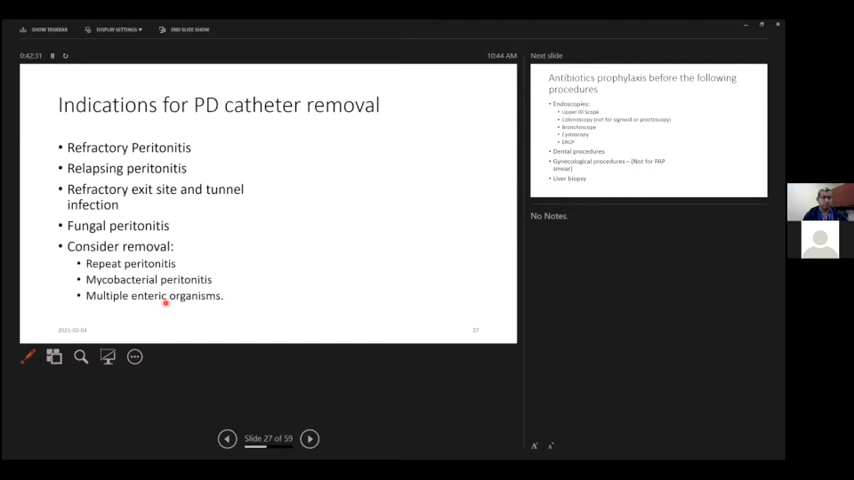 SHOW TASKBAR
DISPLAY SETTINGS
END SLIDE SHOW
0:42:31
10:44 AM
Indications for PD catheter removal
• Refractory Peritonitis
• Relapsing peritonitis
• Refractory exit site and tunnel
infection
• Fungal peritonitis
• Consider removal:
• Repeat peritonitis
• Mycobacterial peritonitis
• Multiple enteric organisms.
2023-02-04
27
Next slide
Antibiotics prophylaxis before the following
procedures
• Endoscopies:
• Upper GI Scope
• Colonoscopy (not for sigmoid or proctoscopy)
• Bronchoscope
• Cystoscopy
• ERCP
• Dental procedures
• Gynecological procedures – (Not for PAP
smear)
• Liver biopsy
No Notes.
Slide 27 of 59
A
A